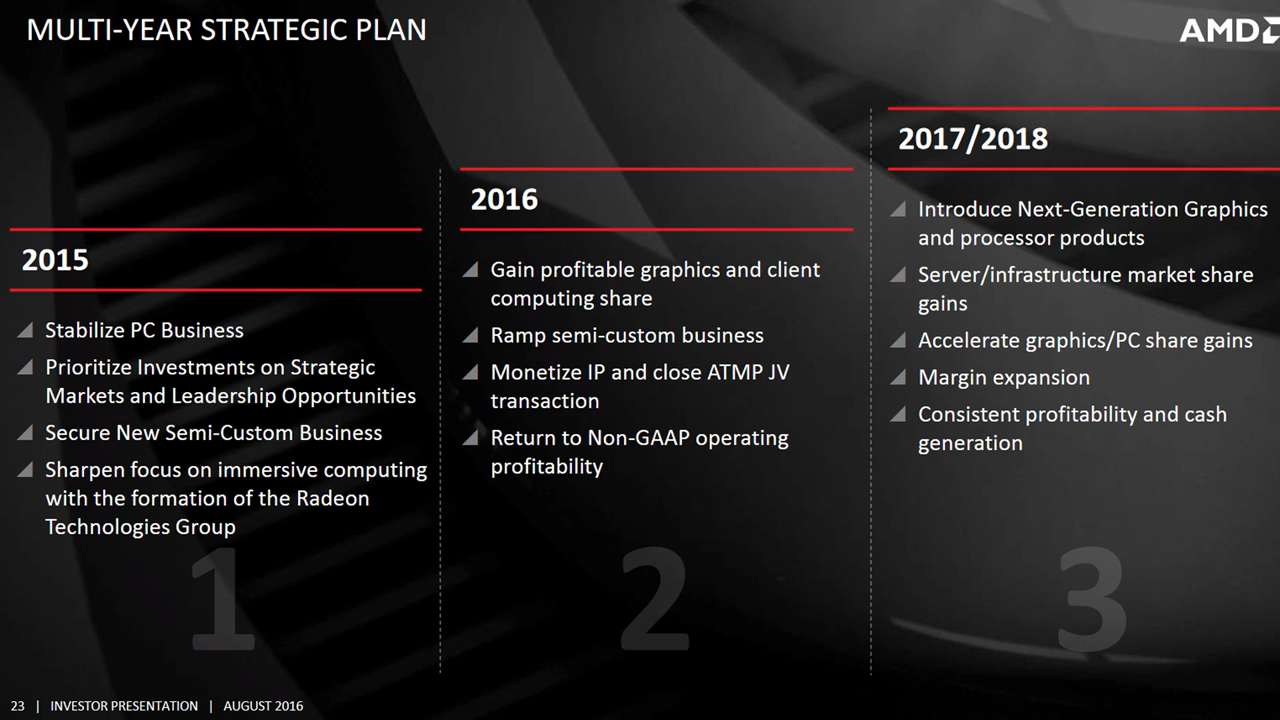 MULTI-YEAR STRATEGIC PLAN
AMD
2015
Stabilize PC Business
Prioritize Investments on Strategic
Markets and Leadership Opportunities
Secure New Semi-Custom Business
Sharpen focus on immersive computing
with the formation of the Radeon
Technologies Group
1
2016
Gain profitable graphics and client
computing share
Ramp semi-custom business
Monetize IP and close ATMP JV
transaction
Return to Non-GAAP operating
profitability
2
2017/2018
Introduce Next-Generation Graphics
and processor products
Server/infrastructure market share
gains
Accelerate graphics/PC share gains
Margin expansion
Consistent profitability and cash
generation
3
23 | INVESTOR PRESENTATION | AUGUST 2016